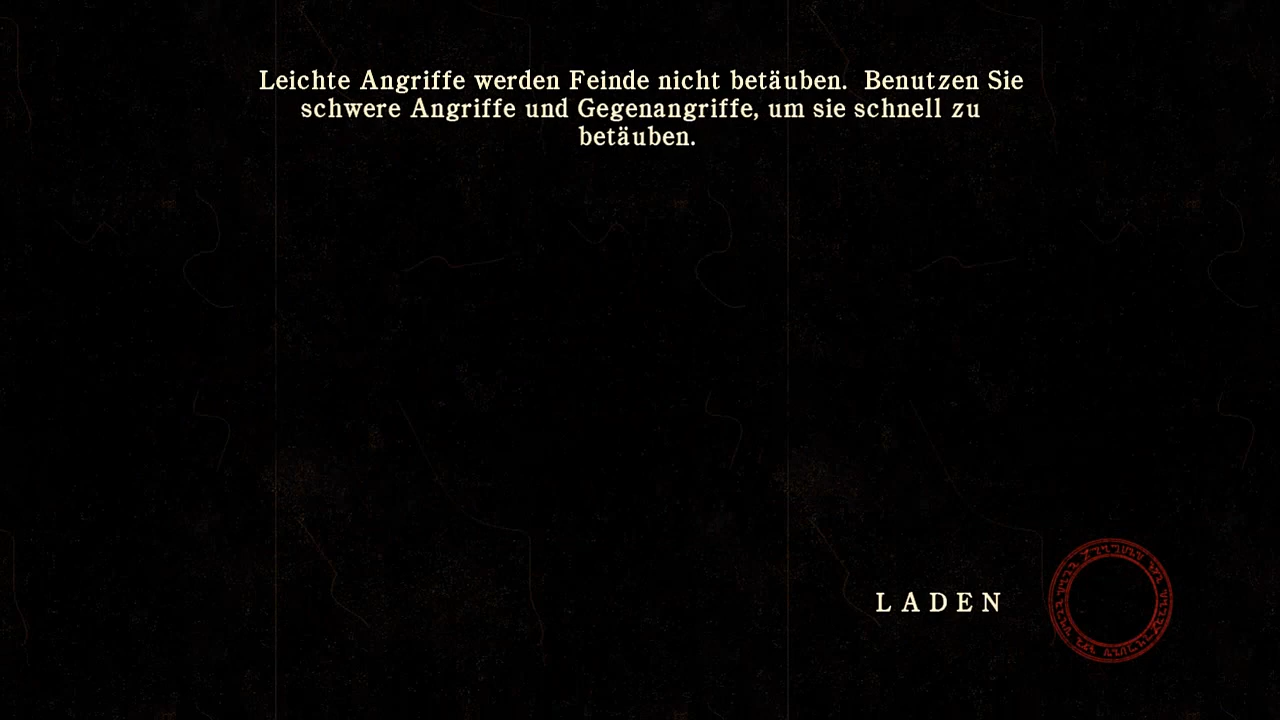 Leichte Angriffe werden Feinde nicht betäuben.  Benutzen Sie
schwere Angriffe und Gegenangriffe, um sie schnell zu
betäuben.
LADEN